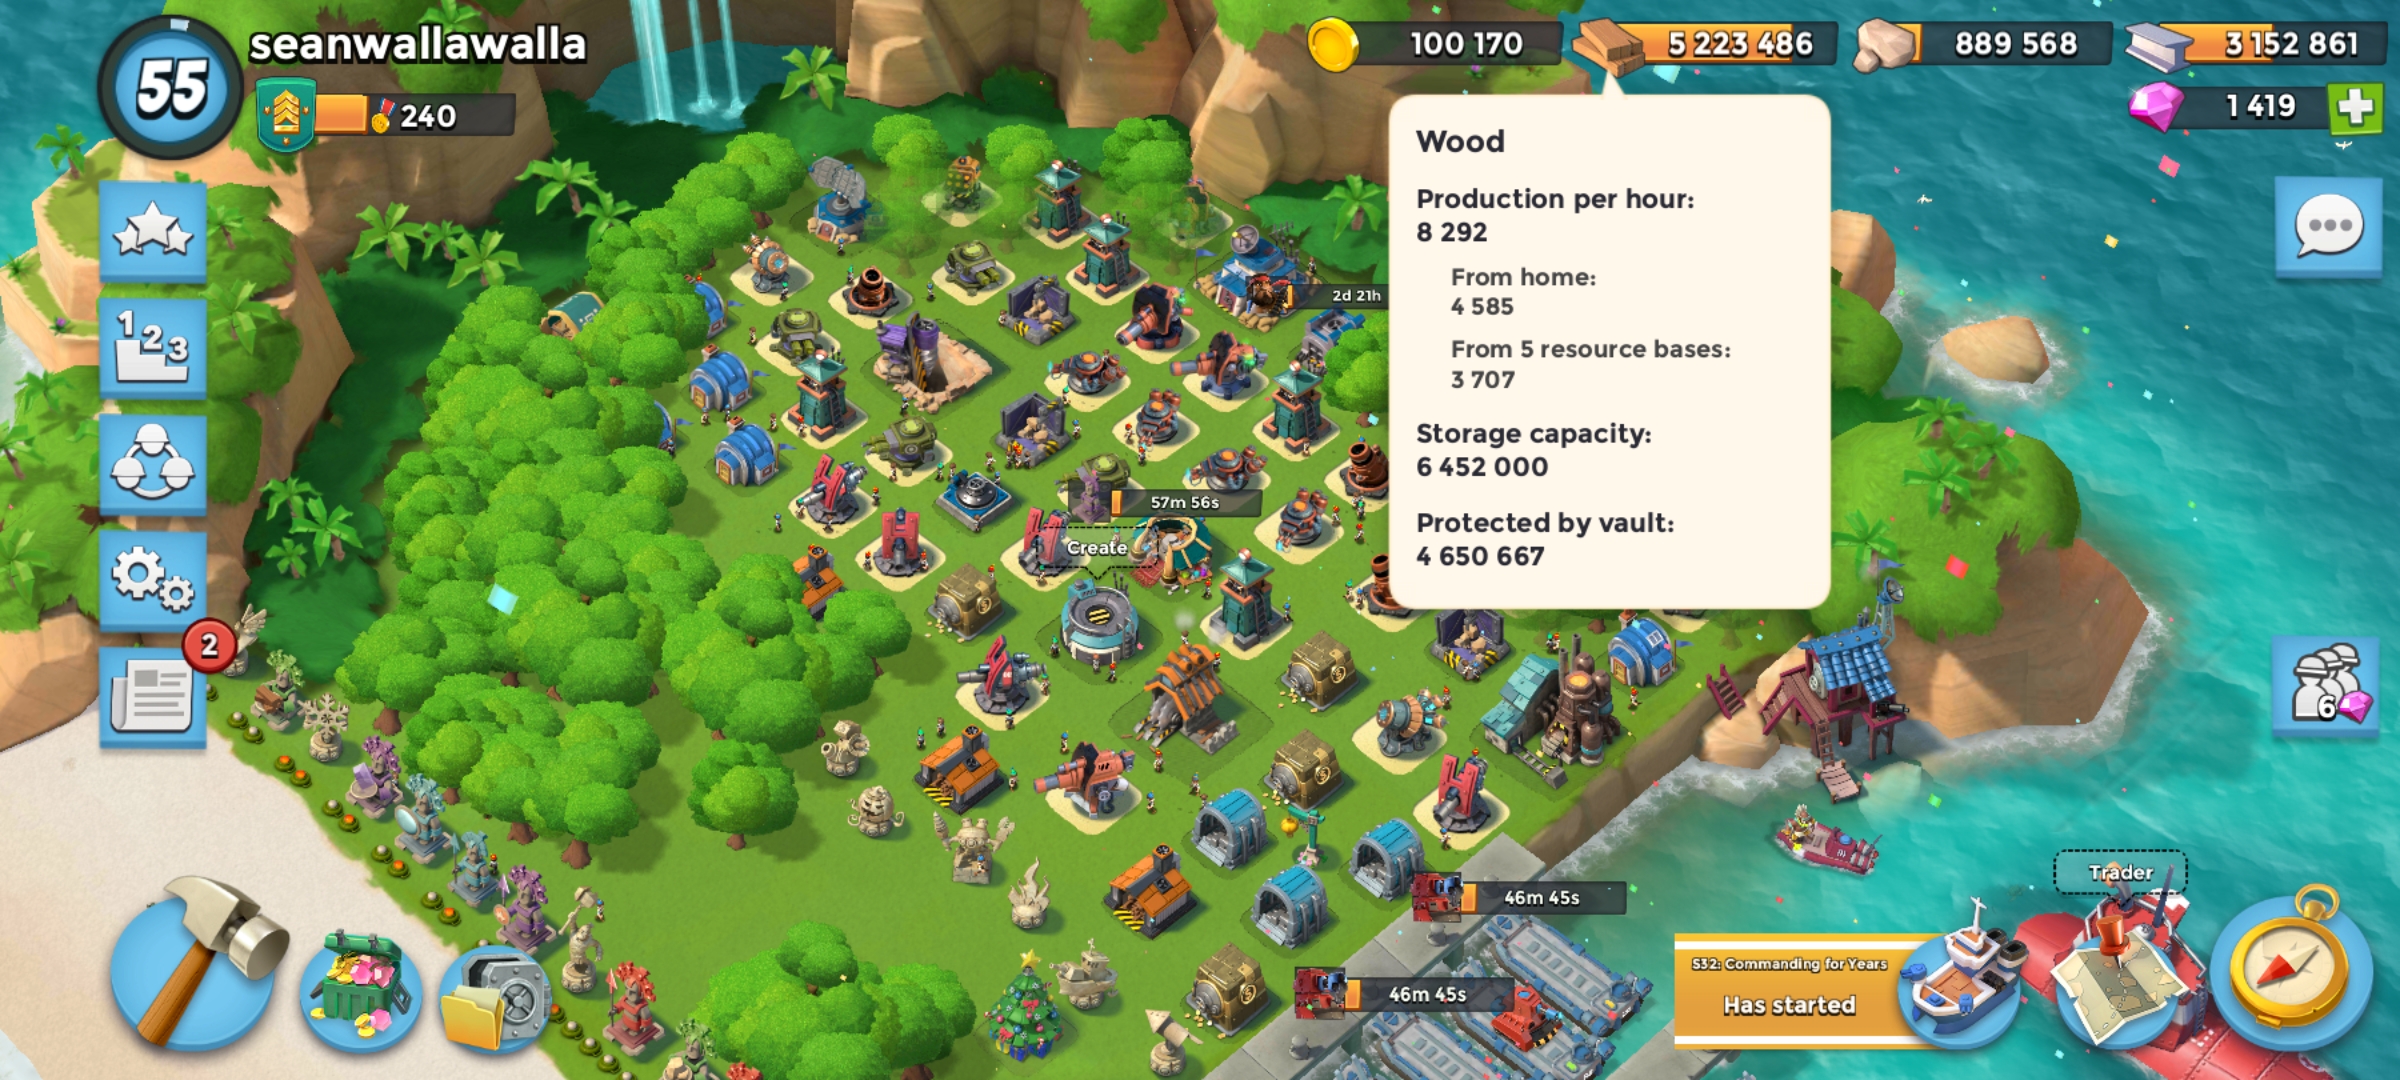 55
seanwallawalla
240
100 170
5 223 486
889 568
3 152 861
1 419
Wood
Production per hour:
8 292
From home:
4 585
From 5 resource bases:
3 707
Storage capacity:
6 452 000
Protected by vault:
4 650 667
2d 21h
1 2 3
57m 56s
Create
2
6
46m 45s
46m 45s
Trader
S32: Commanding for Years
Has started